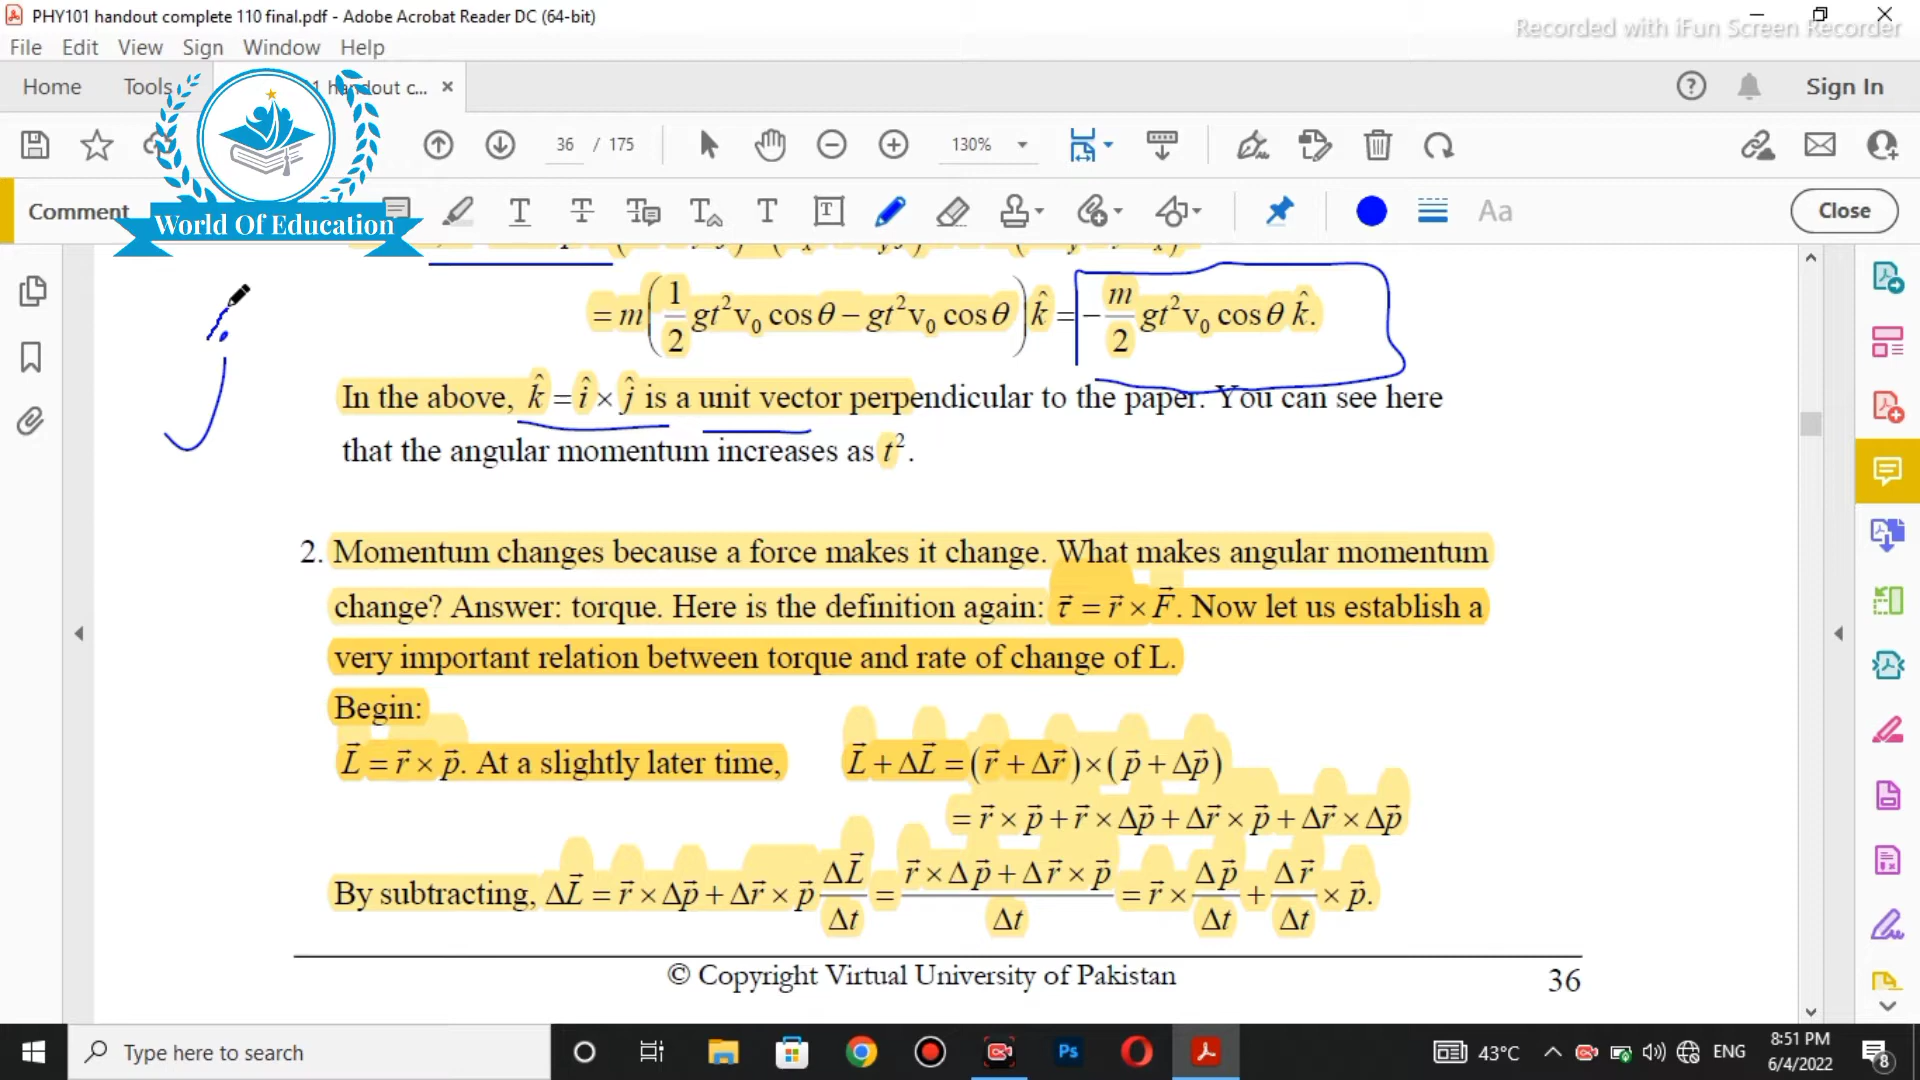 PHY101 handout complete 110 final.pdf - Adobe Acrobat Reader DC (64-bit)
Recorded with iFun Screen Recorder
File Edit View Sign Window Help
Home Tools handout c... ×
Sign In
36 / 175
130%
Comment
Close
World Of Education
= m(1/2 gt²v₀ cos θ − gt²v₀ cos θ) k̂ = − m/2 gt²v₀ cos θ k̂.
In the above, k̂ = î × ĵ is a unit vector perpendicular to the paper. You can see here
that the angular momentum increases as t².
2. Momentum changes because a force makes it change. What makes angular momentum
change? Answer: torque. Here is the definition again: τ⃗ = r⃗ × F⃗. Now let us establish a
very important relation between torque and rate of change of L.
Begin:
L⃗ = r⃗ × p⃗. At a slightly later time, L⃗ + ΔL⃗ = (r⃗ + Δr⃗) × (p⃗ + Δp⃗)
= r⃗ × p⃗ + r⃗ × Δp⃗ + Δr⃗ × p⃗ + Δr⃗ × Δp⃗
By subtracting, ΔL⃗ = r⃗ × Δp⃗ + Δr⃗ × p⃗ ΔL⃗/Δt = (r⃗ × Δp⃗ + Δr⃗ × p⃗)/Δt = r⃗ × Δp⃗/Δt + Δr⃗/Δt × p⃗.
© Copyright Virtual University of Pakistan 36
Type here to search
Ps
43°C
ENG
8:51 PM
6/4/2022
8